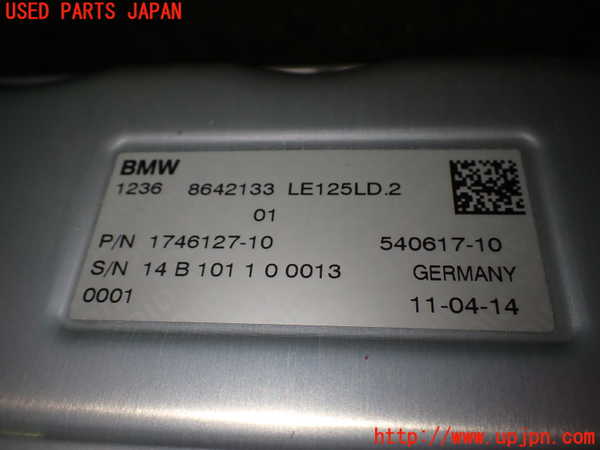 USED PARTS JAPAN
BMW
1236 8642133 LE125LD.2
01
P/N 1746127-10 540617-10
S/N 14 B 101 1 0 0013 GERMANY
0001 11-04-14
http://www.upjpn.com/